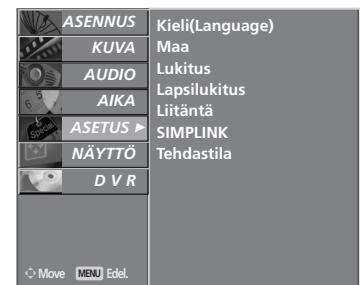 ASENNUS
KUVA
AUDIO
AIKA
ASETUS
NÄYTTÖ
D V R
Kieli(Language)
Maa
Lukitus
Lapsilukitus
Liitäntä
SIMPLINK
Tehdastila
Move MENU Edel.